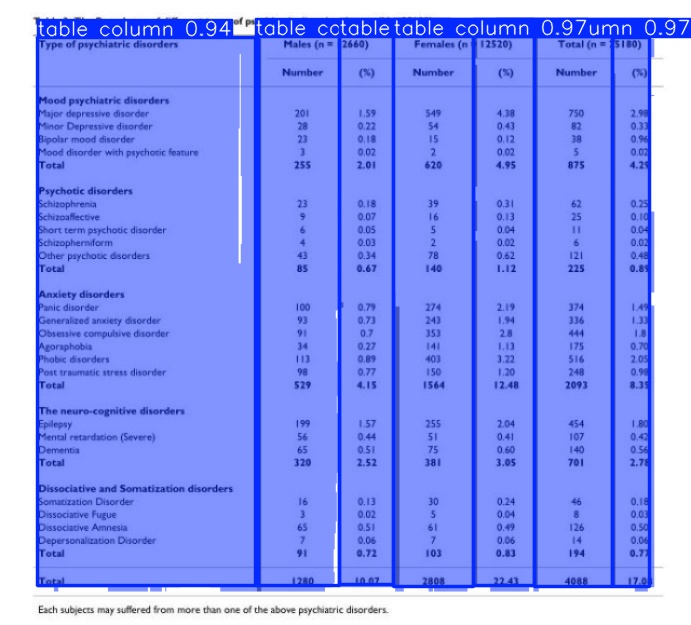 table column 0.94 table co table table column 0.97 umn 0.97
Type of psychiatric disorders Males (n = 12660) Females (n = 12520) Total (n = 25180)
Number (%) Number (%) Number (%)
Mood psychiatric disorders
Major depressive disorder 201 1.59 549 4.38 750 2.98
Minor Depressive disorder 28 0.22 54 0.43 82 0.33
Bipolar mood disorder 23 0.18 15 0.12 38 0.96
Mood disorder with psychotic feature 3 0.02 2 0.02 5 0.02
Total 255 2.01 620 4.95 875 4.29
Psychotic disorders
Schizophrenia 23 0.18 39 0.31 62 0.25
Schizoaffective 9 0.07 16 0.13 25 0.10
Short term psychotic disorder 6 0.05 5 0.04 11 0.04
Schizopherniform 4 0.03 2 0.02 6 0.02
Other psychotic disorders 43 0.34 78 0.62 121 0.48
Total 85 0.67 140 1.12 225 0.89
Anxiety disorders
Panic disorder 100 0.79 274 2.19 374 1.49
Generalized anxiety disorder 93 0.73 243 1.94 336 1.33
Obsessive compulsive disorder 91 0.7 353 2.8 444 1.8
Agoraphobia 34 0.27 141 1.13 175 0.70
Phobic disorders 113 0.89 403 3.22 516 2.05
Post traumatic stress disorder 98 0.77 150 1.20 248 0.98
Total 529 4.15 1564 12.48 2093 8.35
The neuro-cognitive disorders
Epilepsy 199 1.57 255 2.04 454 1.80
Mental retardation (Severe) 56 0.44 51 0.41 107 0.42
Dementia 65 0.51 75 0.60 140 0.56
Total 320 2.52 381 3.05 701 2.78
Dissociative and Somatization disorders
Somatization Disorder 16 0.13 30 0.24 46 0.18
Dissociative Fugue 3 0.02 5 0.04 8 0.03
Dissociative Amnesia 65 0.51 61 0.49 126 0.50
Depersonalization Disorder 7 0.06 7 0.06 14 0.06
Total 91 0.72 103 0.83 194 0.77
Total 1280 10.07 2808 22.43 4088 17.08
Each subjects may suffered from more than one of the above psychiatric disorders.